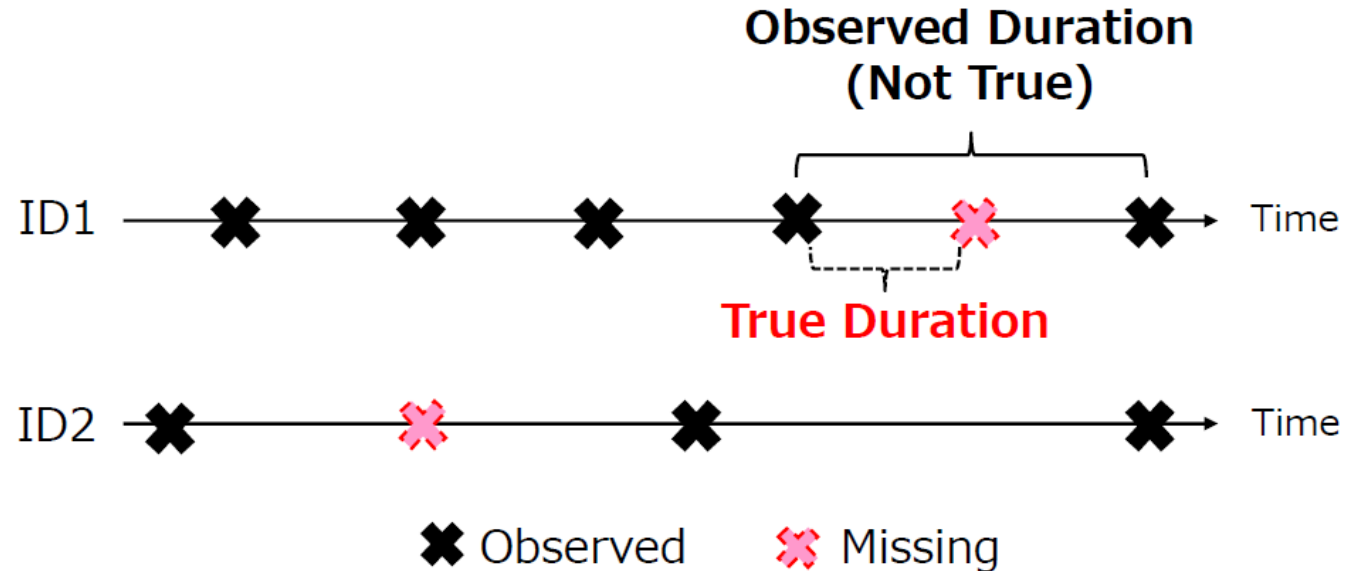 Observed Duration
(Not True)
ID1
Time
True Duration
ID2
Time
Observed
Missing